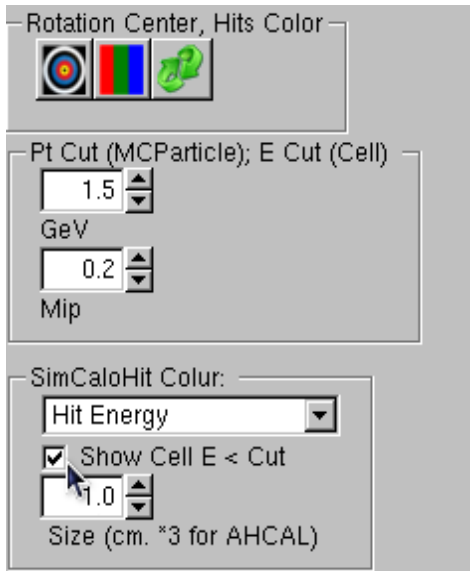 Rotation Center, Hits Color
Pt Cut (MCParticle); E Cut (Cell)
1.5
GeV
0.2
Mip
SimCaloHit Colur:
Hit Energy
Show Cell E < Cut
1.0
Size (cm. *3 for AHCAL)